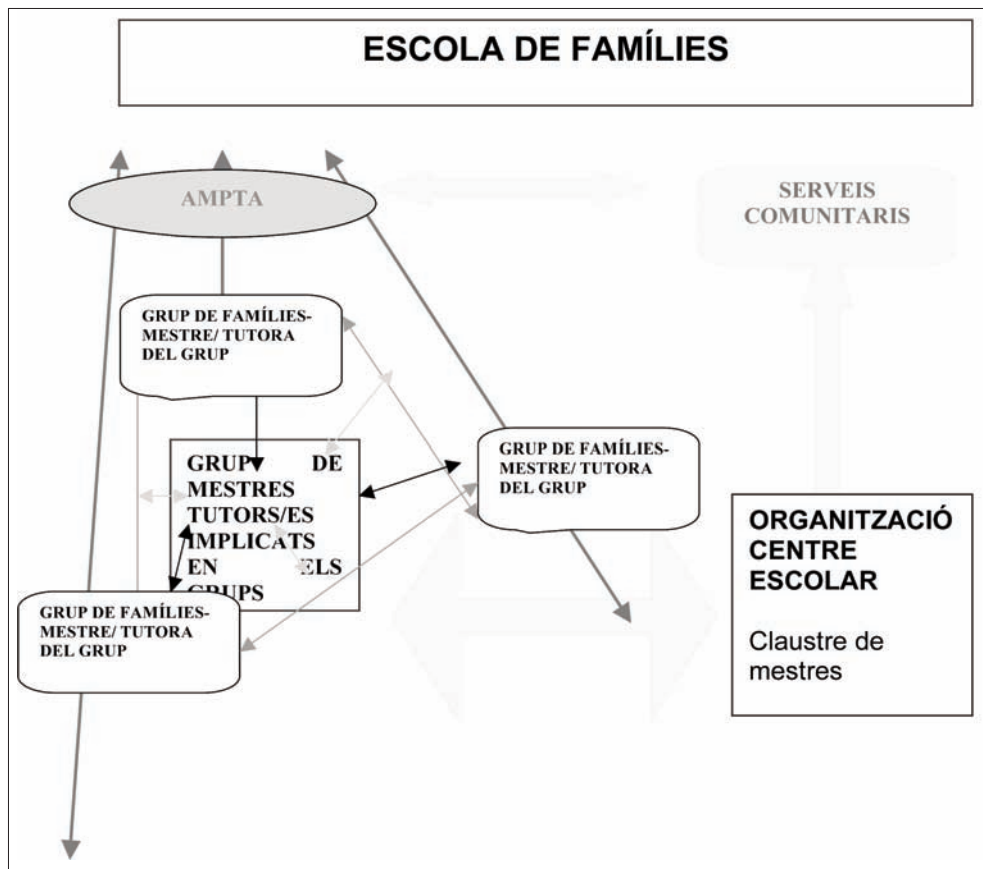 ESCOLA DE FAMÍLIES
AMPTA
SERVEIS
COMUNITARIS
GRUP DE FAMÍLIES-
MESTRE/ TUTORA
DEL GRUP
GRUP DE FAMÍLIES-
MESTRE/ TUTORA
DEL GRUP
GRUP DE
MESTRES
TUTORS/ES
IMPLICATS
EN ELS
GRUPS
ORGANITZACIÓ
CENTRE
ESCOLAR
Claustre de
mestres
GRUP DE FAMÍLIES-
MESTRE/ TUTORA
DEL GRUP